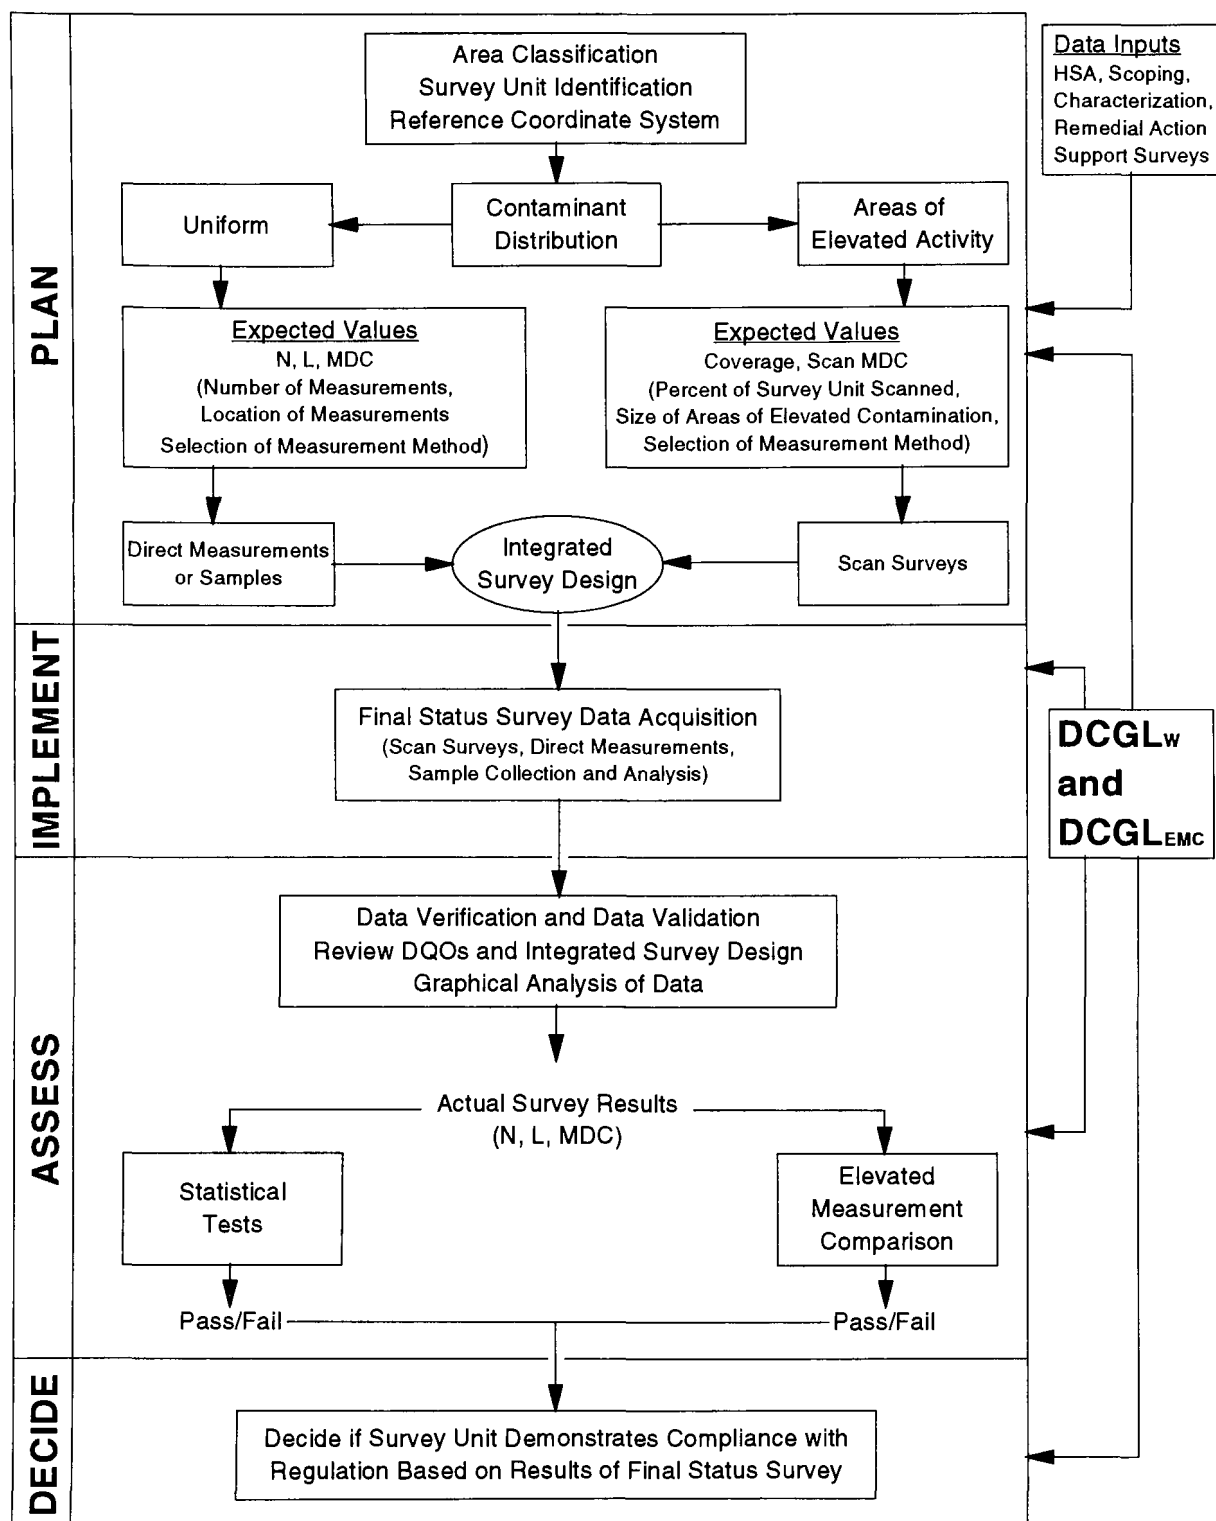 PLAN
Area Classification
Survey Unit Identification
Reference Coordinate System
Data Inputs
HSA, Scoping,
Characterization,
Remedial Action
Support Surveys
Uniform
Contaminant
Distribution
Areas of
Elevated Activity
Expected Values
N, L, MDC
(Number of Measurements,
Location of Measurements
Selection of Measurement Method)
Expected Values
Coverage, Scan MDC
(Percent of Survey Unit Scanned,
Size of Areas of Elevated Contamination,
Selection of Measurement Method)
Direct Measurements
or Samples
Integrated
Survey Design
Scan Surveys
IMPLEMENT
Final Status Survey Data Acquisition
(Scan Surveys, Direct Measurements,
Sample Collection and Analysis)
DCGLW
and
DCGLEMC
ASSESS
Data Verification and Data Validation
Review DQOs and Integrated Survey Design
Graphical Analysis of Data
Actual Survey Results
(N, L, MDC)
Statistical
Tests
Elevated
Measurement
Comparison
Pass/Fail
Pass/Fail
DECIDE
Decide if Survey Unit Demonstrates Compliance with
Regulation Based on Results of Final Status Survey